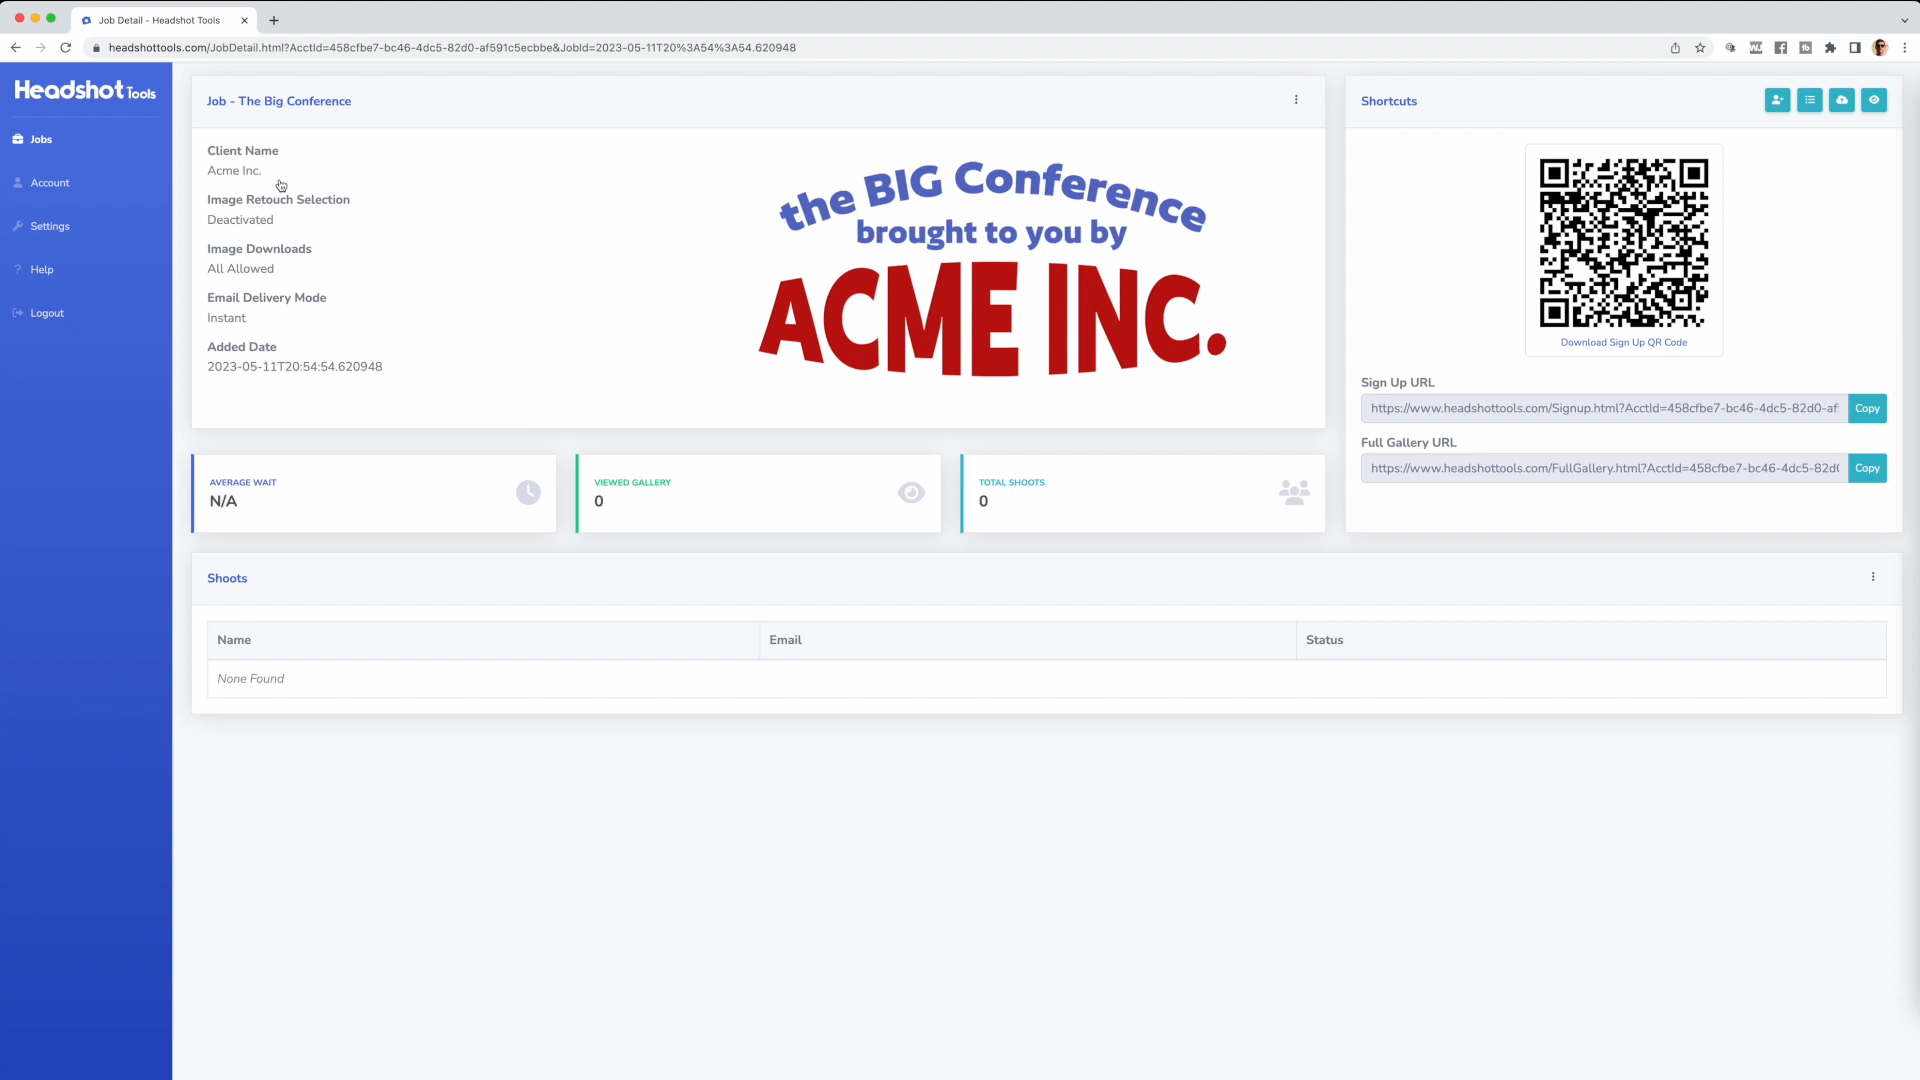 Job Detail - Headshot Tools
headshottools.com/JobDetail.html?AcctId=458cfbe7-bc46-4dc5-82d0-af591c5ecbbe&JobId=2023-05-11T20%3A54%3A54.620948
Headshot Tools
Jobs
Account
Settings
Help
Logout
Job - The Big Conference
Client Name
Acme Inc.
Image Retouch Selection
Deactivated
Image Downloads
All Allowed
Email Delivery Mode
Instant
Added Date
2023-05-11T20:54:54.620948
the BIG Conference
brought to you by
ACME INC.
Shortcuts
Download Sign Up QR Code
Sign Up URL
https://www.headshottools.com/Signup.html?AcctId=458cfbe7-bc46-4dc5-82d0-af
Copy
Full Gallery URL
https://www.headshottools.com/FullGallery.html?AcctId=458cfbe7-bc46-4dc5-82d0
Copy
AVERAGE WAIT
N/A
VIEWED GALLERY
0
TOTAL SHOOTS
0
Shoots
Name Email Status
None Found